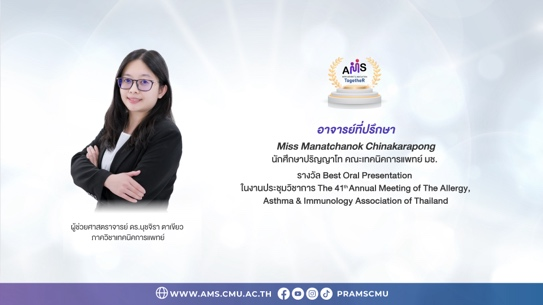 AMS
TogetheR
อาจารย์ที่ปรึกษา
Miss Manatchanok Chinakarapong
นักศึกษาปริญญาโท คณะเทคนิคการแพทย์ มช.
รางวัล Best Oral Presentation
ในงานประชุมวิชาการ The 41th Annual Meeting of The Allergy,
Asthma & Immunology Association of Thailand
ผู้ช่วยศาสตราจารย์ ดร.นุชจิรา ตาเขียว
ภาควิชาเทคนิคการแพทย์
WWW.AMS.CMU.AC.TH PRAMSCMU